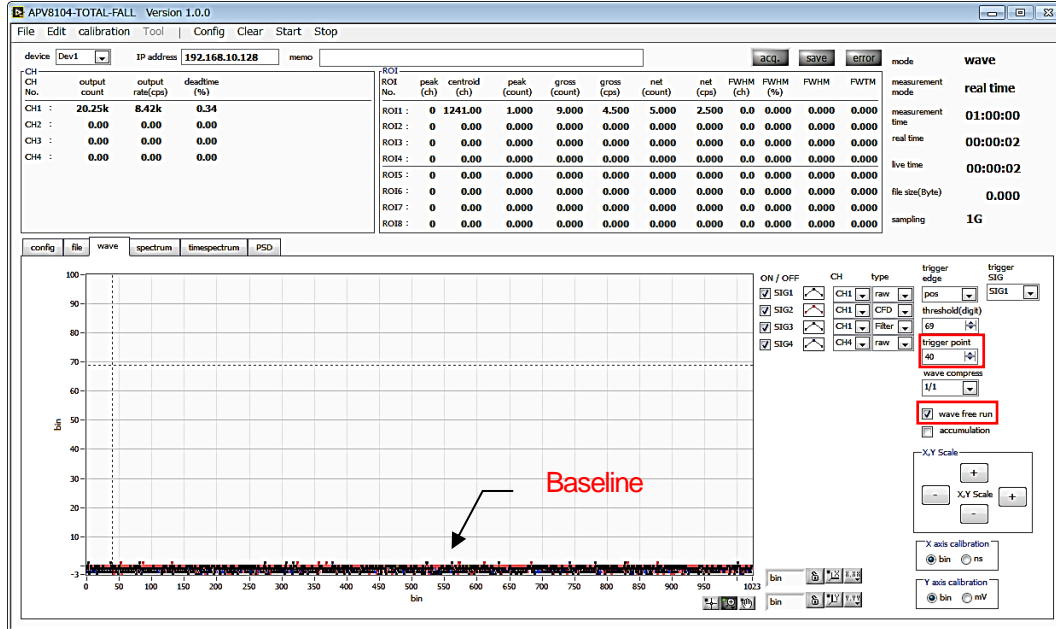 APV8104-TOTAL-FALL Version 1.0.0
File Edit calibration Tool | Config Clear Start Stop
device Dev1 IP address 192.168.10.128 memo acq. save error mode wave
CH
CH No. output count output rate(cps) deadtime (%)
CH1 : 20.25k 8.42k 0.34
CH2 : 0.00 0.00 0.00
CH3 : 0.00 0.00 0.00
CH4 : 0.00 0.00 0.00
ROI
ROI No. peak (ch) centroid (ch) peak (count) gross (count) gross (cps) net (count) net (cps) FWHM (ch) FWHM (%) FWHM FWTM
ROI1 : 0 1241.00 1.000 9.000 4.500 5.000 2.500 0.0 0.000 0.000 0.000
ROI2 : 0 0.00 0.000 0.000 0.000 0.000 0.000 0.0 0.000 0.000 0.000
ROI3 : 0 0.00 0.000 0.000 0.000 0.000 0.000 0.0 0.000 0.000 0.000
ROI4 : 0 0.00 0.000 0.000 0.000 0.000 0.000 0.0 0.000 0.000 0.000
ROI5 : 0 0.00 0.000 0.000 0.000 0.000 0.000 0.0 0.000 0.000 0.000
ROI6 : 0 0.00 0.000 0.000 0.000 0.000 0.000 0.0 0.000 0.000 0.000
ROI7 : 0 0.00 0.000 0.000 0.000 0.000 0.000 0.0 0.000 0.000 0.000
ROI8 : 0 0.00 0.000 0.000 0.000 0.000 0.000 0.0 0.000 0.000 0.000
measurement mode real time
measurement time 01:00:00
real time 00:00:02
live time 00:00:02
file size(Byte) 0.000
sampling 1G
config file wave spectrum timespectrum PSD
100
90
80
70
60
50
40
30
20
10
-3
bin
Baseline
0 50 100 150 200 250 300 350 400 450 500 550 600 650 700 750 800 850 900 950 1023
bin
ON / OFF CH type
SIG1 CH1 raw
SIG2 CH1 CFD
SIG3 CH1 Filter
SIG4 CH4 raw
trigger edge
pos
trigger SIG
SIG1
threshold(digit)
69
trigger point
40
wave compress
1/1
wave free run
accumulation
X,Y Scale
+
- X,Y Scale +
-
X axis calibration
bin ns
Y axis calibration
bin mV
bin X.XX
bin Y.YY